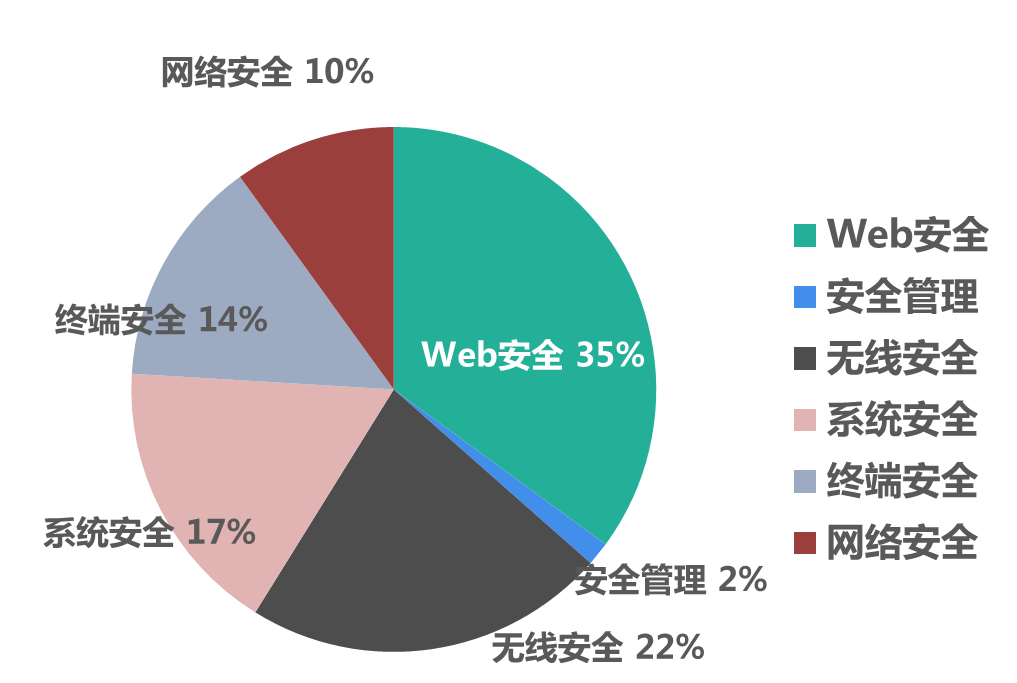 网络安全 10%
终端安全 14%
Web安全 35%
系统安全 17%
安全管理 2%
无线安全 22%
Web安全
安全管理
无线安全
系统安全
终端安全
网络安全